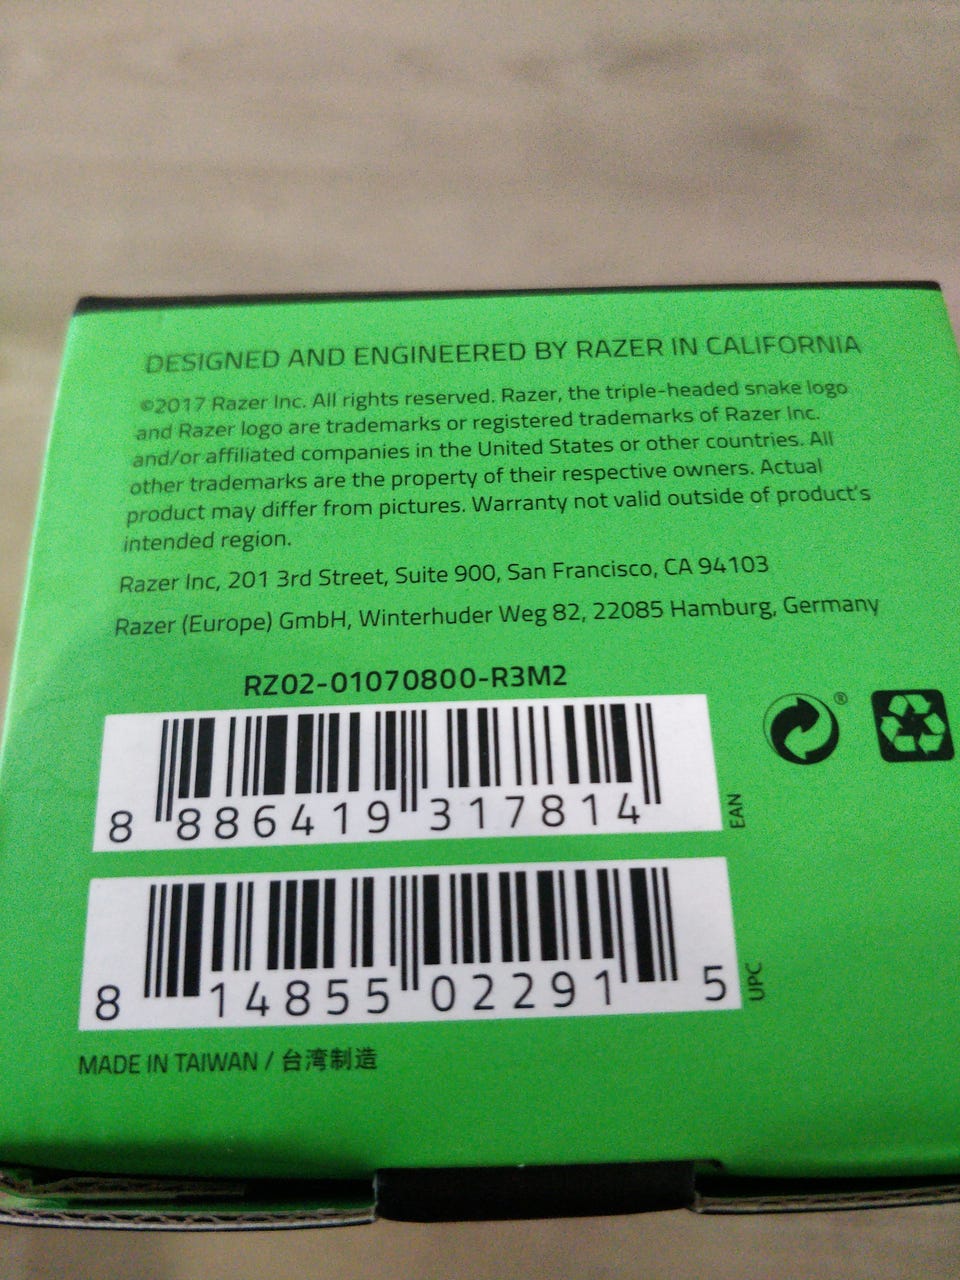 DESIGNED AND ENGINEERED BY RAZER IN CALIFORNIA
©2017 Razer Inc. All rights reserved. Razer, the triple-headed snake logo
and Razer logo are trademarks or registered trademarks of Razer Inc.
and/or affiliated companies in the United States or other countries. All
other trademarks are the property of their respective owners. Actual
product may differ from pictures. Warranty not valid outside of product's
intended region.
Razer Inc, 201 3rd Street, Suite 900, San Francisco, CA 94103
Razer (Europe) GmbH, Winterhuder Weg 82, 22085 Hamburg, Germany
RZ02-01070800-R3M2
®
8 886419 317814
EAN
8 14855 02291 5
UPC
MADE IN TAIWAN / 台湾制造